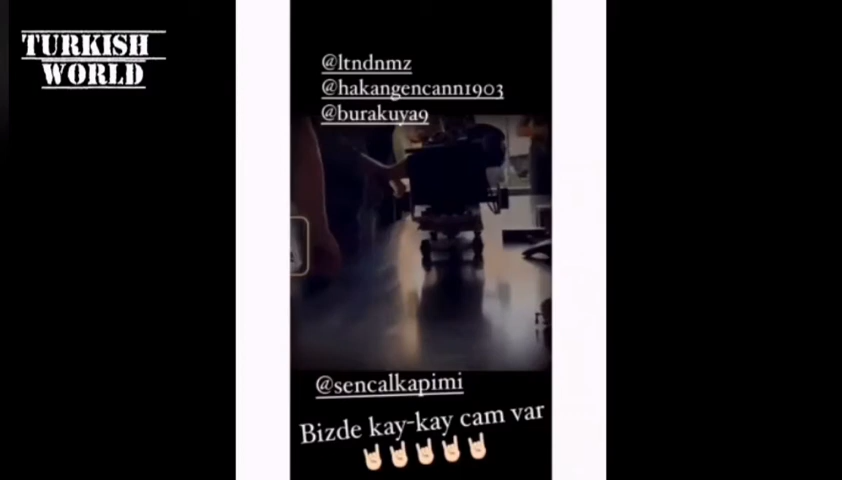 TURKISH
WORLD
@ltndnmz
@hakangencann1903
@burakuya9
@sencalkapimi
Bizde kay-kay cam var
🤘🏻🤘🏻🤘🏻🤘🏻🤘🏻